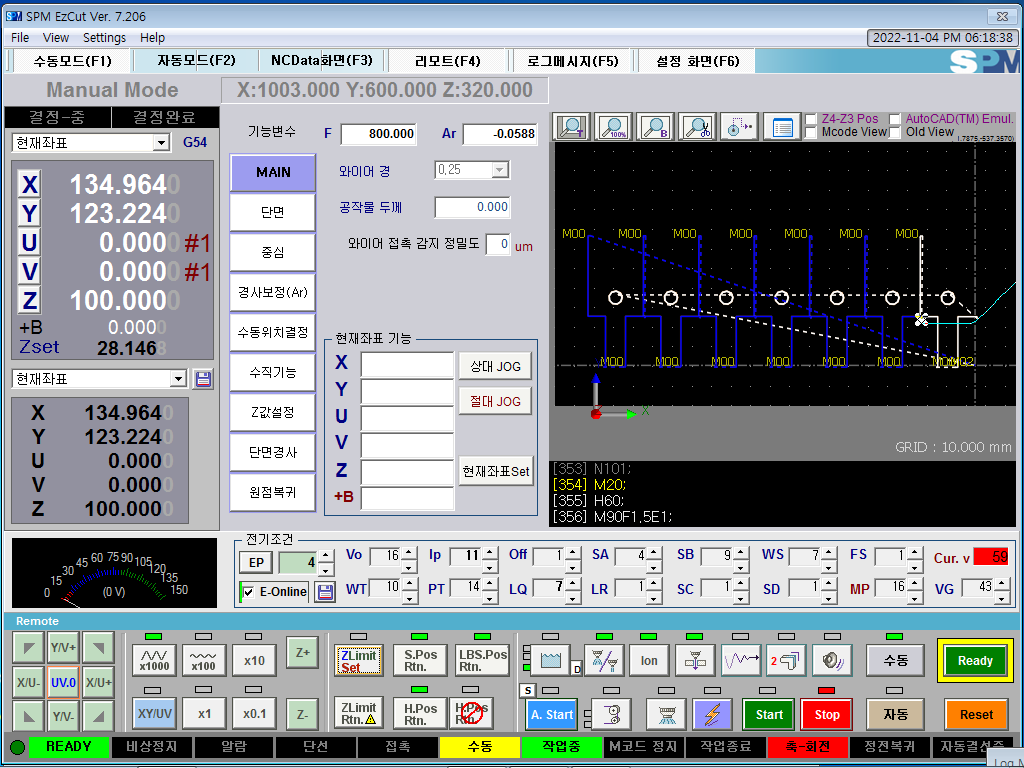 SPM EzCut Ver. 7.206
File View Settings Help
2022-11-04 PM 06:18:38
수동모드(F1) 자동모드(F2) NCData화면(F3) 리모트(F4) 로그메시지(F5) 설정 화면(F6) SPM
Manual Mode X:1003.000 Y:600.000 Z:320.000
결정-중 결정완료
현재좌표 G54
X 134.9640
Y 123.2240
U 0.0000 #1
V 0.0000 #1
Z 100.0000
+B 0.0000
Zset 28.1468
현재좌표
X 134.9640
Y 123.2240
U 0.0000
V 0.0000
Z 100.0000
기능변수 F 800.000 Ar -0.0588
MAIN
단면
중심
경사보정(Ar)
수동위치결정
수직기능
Z값설정
단면경사
원점복귀
와이어 경 0.25
공작물 두께 0.000
와이어 접촉 감지 정밀도 0 um
현재좌표 기능
X
Y
U
V
Z
+B
상대 JOG
절대 JOG
현재좌표Set
T 100% B
Z4-Z3 Pos AutoCAD(TM) Emul.
Mcode View Old View
(.7875,-537.3570)
M00 M00 M00 M00 M00 M00 M00
M00 M00 M00 M00 M00 M00
X
GRID : 10.000 mm
[353] N101;
[354] M20;
[355] H60;
[356] M90F1.5E1;
0 15 30 45 60 75 90 105 120 135 150
(0 V)
전기조건
EP 4 Vo 16 Ip 11 Off 1 SA 4 SB 9 WS 7 FS 1 Cur. v 59
E-Online WT 10 PT 14 LQ 7 LR 1 SC 1 SD 1 MP 16 VG 43
Remote
Y/V+
X/U- UV.0 X/U+
Y/V-
x1000 x100 x10 Z+
XY/UV x1 x0.1 Z-
ZLimit Set S.Pos Rtn. LBS.Pos Rtn.
ZLimit Rtn. H.Pos Rtn.
D Ion 2 수동 Ready
S A. Start Start Stop 자동 Reset
READY 비상정지 알람 단선 접촉 수동 작업중 M코드 정지 작업종료 축-회전 정전복귀 자동결선중